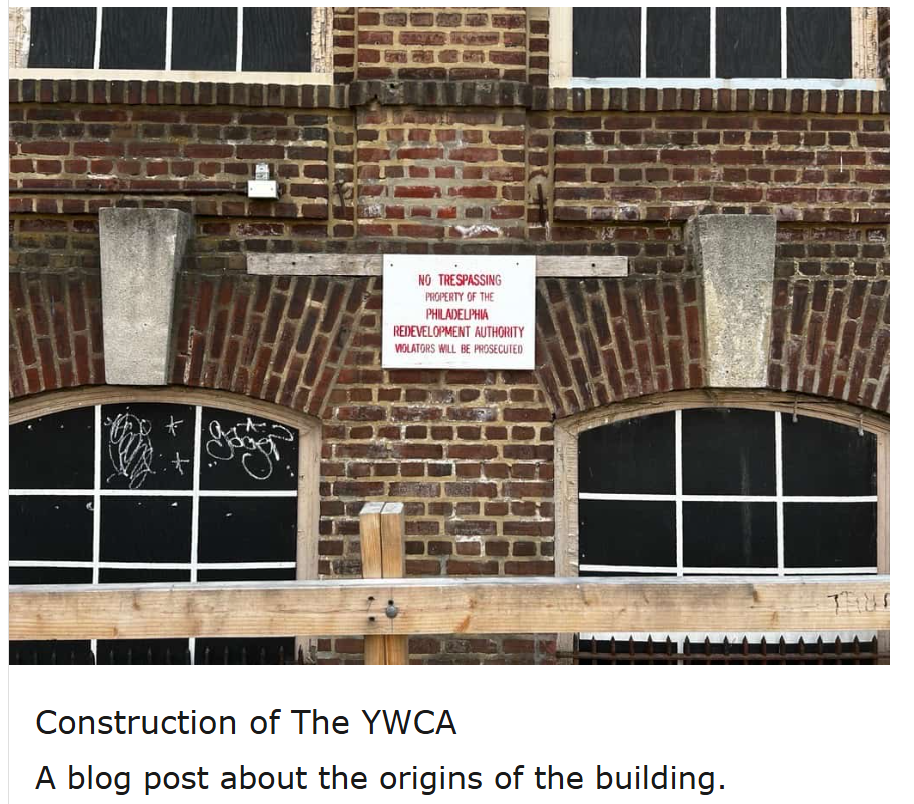 NO TRESPASSING
PROPERTY OF THE
PHILADELPHIA
REDEVELOPMENT AUTHORITY
VIOLATORS WILL BE PROSECUTED
Construction of The YWCA
A blog post about the origins of the building.